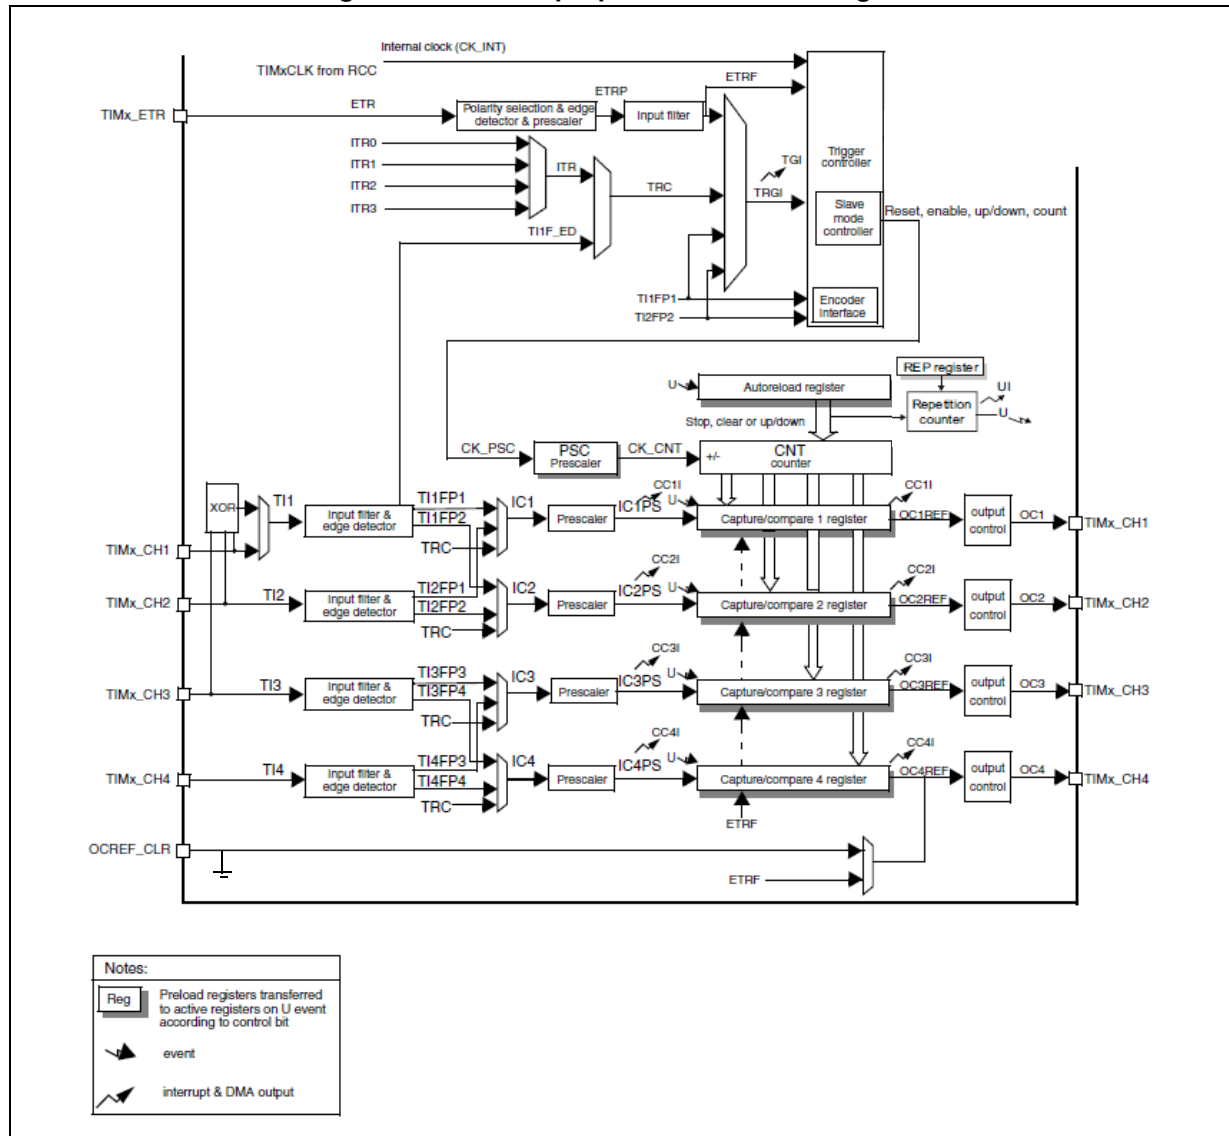 Internal clock (CK_INT)
TIMxCLK from RCC
ETRF
ETRP
TIMx_ETR
ETR
Polarity selection & edge
detector & prescaler
Input filter
ITR0
ITR1
ITR2
ITR3
ITR
TRC
TI1F_ED
TGI
TRGI
Trigger
controller
Slave
mode
controller
Reset, enable, up/down, count
TI1FP1
TI2FP2
Encoder
Interface
REP register
U
Autoreload register
Repetition
counter
UI
U
Stop, clear or up/down
CK_PSC
PSC
Prescaler
CK_CNT
+/-
CNT
counter
XOR
TI1
Input filter &
edge detector
TI1FP1
TI1FP2
TRC
IC1
Prescaler
IC1PS
CC1I
U
Capture/compare 1 register
CC1I
OC1REF
output
control
OC1
TIMx_CH1
TIMx_CH1
TIMx_CH2
TI2
Input filter &
edge detector
TI2FP1
TI2FP2
TRC
IC2
Prescaler
IC2PS
CC2I
U
Capture/compare 2 register
CC2I
OC2REF
output
control
OC2
TIMx_CH2
TIMx_CH3
TI3
Input filter &
edge detector
TI3FP3
TI3FP4
TRC
IC3
Prescaler
IC3PS
CC3I
U
Capture/compare 3 register
CC3I
OC3REF
output
control
OC3
TIMx_CH3
TIMx_CH4
TI4
Input filter &
edge detector
TI4FP3
TI4FP4
TRC
IC4
Prescaler
IC4PS
CC4I
U
Capture/compare 4 register
CC4I
OC4REF
output
control
OC4
TIMx_CH4
ETRF
OCREF_CLR
ETRF
Notes:
Reg
Preload registers transferred
to active registers on U event
according to control bit
event
interrupt & DMA output